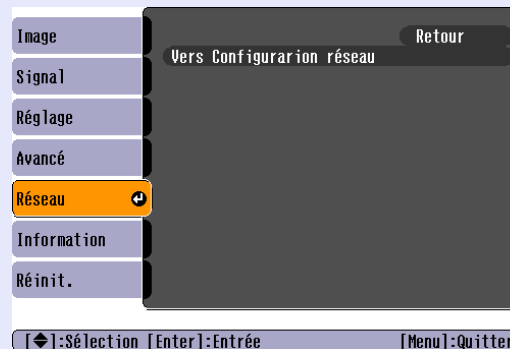 Image
Signal
Réglage
Avancé
Réseau
Information
Réinit.
Retour
Vers Configurarion réseau
[◆]:Sélection [Enter]:Entrée [Menu]:Quitter